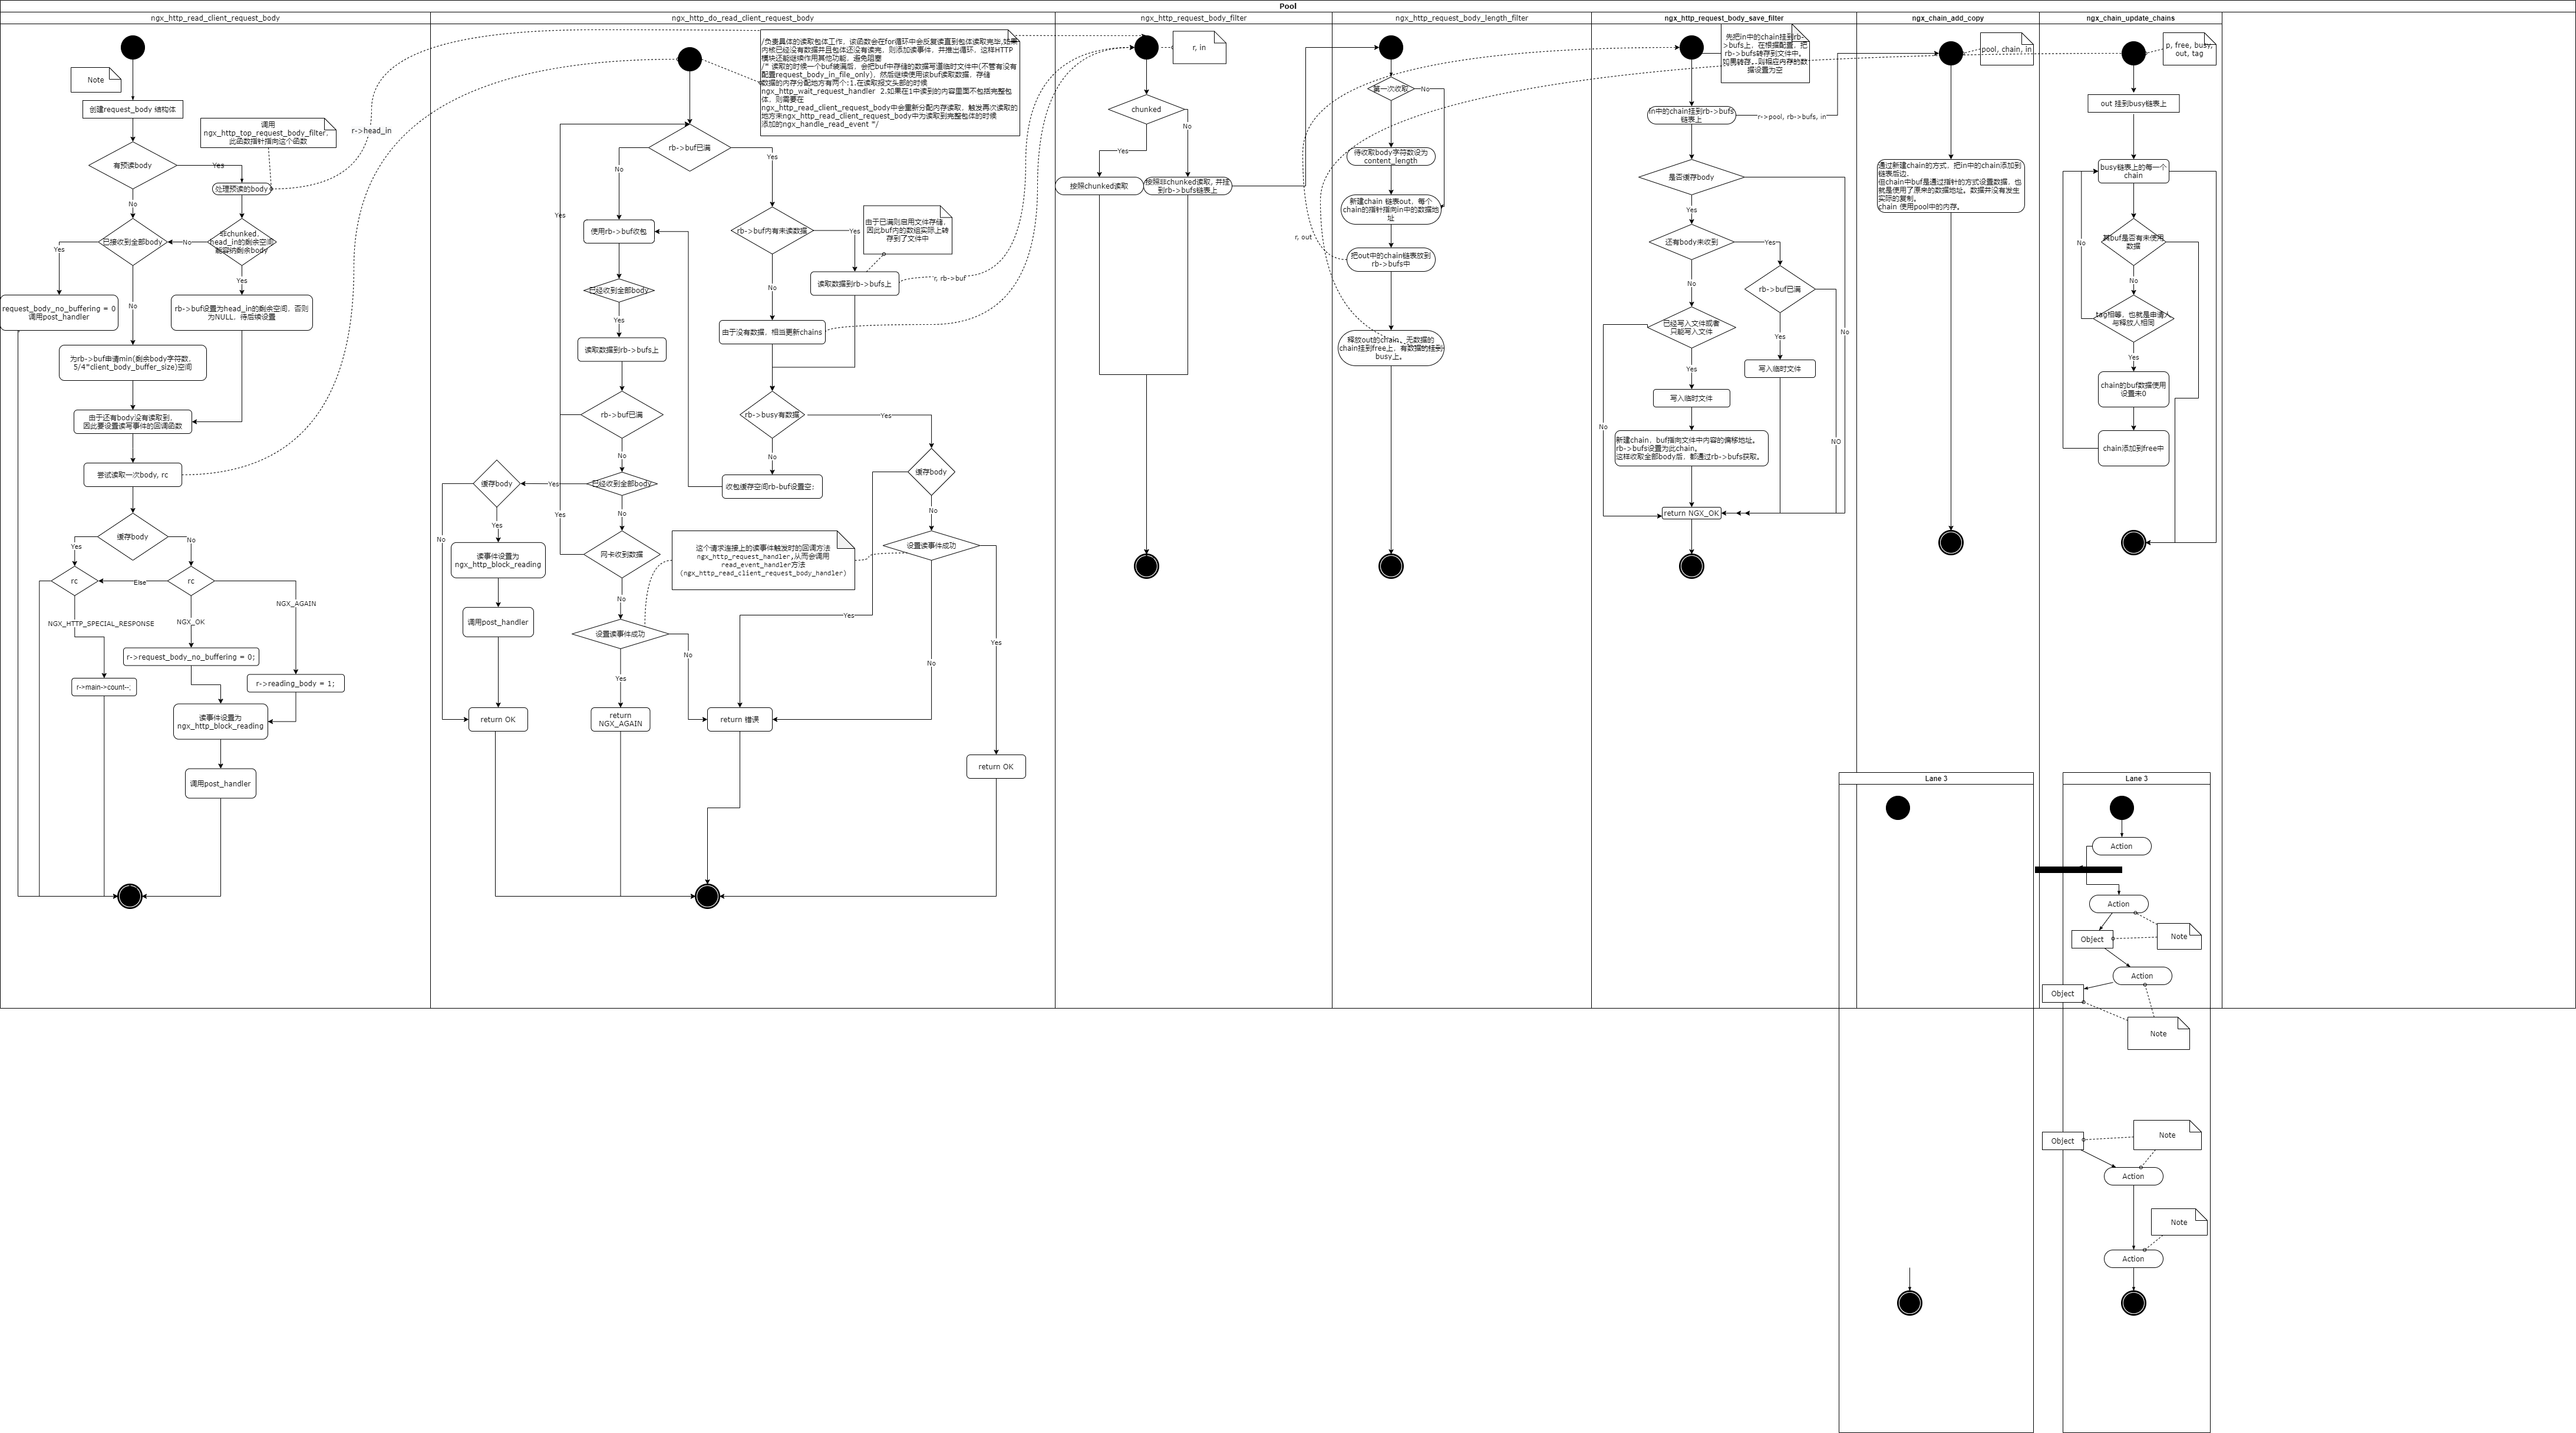 Pool
ngx_http_read_client_request_body
ngx_http_do_read_client_request_body
ngx_http_request_body_filter
ngx_http_request_body_length_filter
ngx_http_request_body_save_filter
ngx_chain_add_copy
ngx_chain_update_chains
Note
创建request_body 结构体
调用
ngx_http_top_request_body_filter,
此函数指针指向这个函数
r->head_in
有预读body
Yes
处理预读的body
No
已接收到全部body
No
非chunked,
head_in的剩余空间
能容纳剩余body
Yes
Yes
No
request_body_no_buffering = 0
调用post_handler
rb->buf设置为head_in的剩余空间，否则
为NULL，待后续设置
为rb->buf申请min(剩余body字符数,
5/4*client_body_buffer_size)空间
由于还有body没有读取到，
因此要设置读写事件的回调函数
尝试读取一次body, rc
缓存body
Yes
No
rc
Else
rc
NGX_AGAIN
NGX_HTTP_SPECIAL_RESPONSE
NGX_OK
r->request_body_no_buffering = 0;
r->main->count--;
r->reading_body = 1;
读事件设置为
ngx_http_block_reading
调用post_handler
/负责具体的读取包体工作，该函数会在for循环中会反复读直到包体读取完毕,如果
内核已经没有数据并且包体还没有读完，则添加读事件，并推出循环，这样HTTP
模块还能继续作用其他功能，避免阻塞
/* 读取的时候一个buf装满后，会把buf中存储的数据写道临时文件中(不管有没有
配置request_body_in_file_only)，然后继续使用该buf读取数据，存储
数据的内存分配地方有两个:1.在读取报文头部的时候
ngx_http_wait_request_handler 2.如果在1中读到的内容里面不包括完整包
体，则需要在
ngx_http_read_client_request_body中会重新分配内存读取，触发再次读取的
地方未ngx_http_read_client_request_body中为读取到完整包体的时候
添加的ngx_handle_read_event */
rb->buf已满
Yes
No
Yes
使用rb->buf收包
rb->buf内有未读数据
Yes
由于已满则启用文件存储，
因此buf内的数组实际上转
存到了文件中
已经收到全部body
No
读取数据到rb->bufs上
r, rb->buf
Yes
由于没有数据，相当更新chains
读取数据到rb->bufs上
rb->buf已满
rb->busy有数据
Yes
No
No
缓存body
Yes
已经收到全部body
收包缓存空间rb-buf设置空;
缓存body
Yes
No
Yes
No
No
读事件设置为
ngx_http_block_reading
网卡收到数据
这个请求连接上的读事件触发时的回调方法
ngx_http_request_handler,从而会调用
read_event_handler方法
(ngx_http_read_client_request_body_handler)
设置读事件成功
No
调用post_handler
设置读事件成功
Yes
Yes
No
No
Yes
return OK
return
NGX_AGAIN
return 错误
return OK
r, in
chunked
No
Yes
按照chunked读取
按照非chunked读取, 并挂
到rb->bufs链表上
第一次收取
No
待收取body字符数设为
content_length
新建chain 链表out，每个
chain的指针指向in中的数据地
址
r, out
把out中的chain链表放到
rb->bufs中
释放out的chain。无数据的
chain挂到free上，有数据的挂到
busy上。
先把in中的chain挂到rb-
>bufs上，在根据配置，把
rb->bufs转存到文件中。
如果转存，则相应内存的数
据设置为空
in中的chain挂到rb->bufs
链表上
r->pool, rb->bufs, in
是否缓存body
Yes
还有body未收到
Yes
No
rb->buf已满
已经写入文件或者
只能写入文件
No
Yes
Yes
写入临时文件
写入临时文件
No
NO
新建chain，buf指向文件中内容的偏移地址。
rb->bufs设置为此chain。
这样收取全部body后，都通过rb->bufs获取。
return NGX_OK
pool, chain, in
通过新建chain的方式，把in中的chain添加到
链表后边.
但chain中buf是通过指针的方式设置数据，也
就是使用了原来的数据地址。数据并没有发生
实际的复制。
chain 使用pool中的内存。
p, free, busy,
out, tag
out 挂到busy链表上
busy链表上的每一个
chain
No
其buf是否有未使用
数据
No
tag相等，也就是申请人
与释放人相同
Yes
chain的buf数据使用
设置未0
chain添加到free中
Lane 3
Lane 3
Action
Action
Object
Note
Action
Object
Note
Object
Note
Action
Note
Action